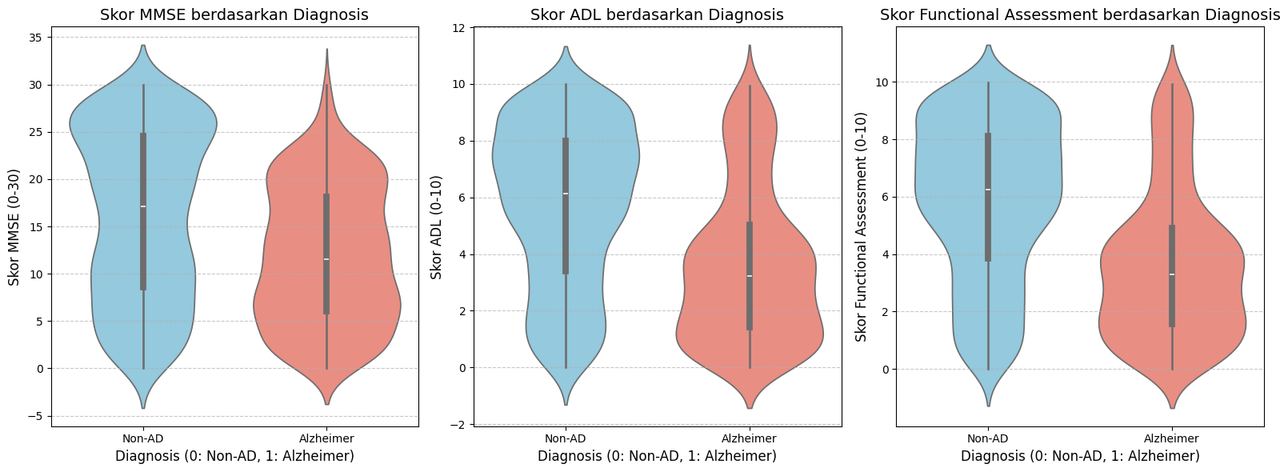 Skor MMSE berdasarkan Diagnosis
Skor MMSE (0-30)
35
30
25
20
15
10
5
0
−5
Non-AD
Alzheimer
Diagnosis (0: Non-AD, 1: Alzheimer)
Skor ADL berdasarkan Diagnosis
Skor ADL (0-10)
12
10
8
6
4
2
0
−2
Non-AD
Alzheimer
Diagnosis (0: Non-AD, 1: Alzheimer)
Skor Functional Assessment berdasarkan Diagnosis
Skor Functional Assessment (0-10)
10
8
6
4
2
0
Non-AD
Alzheimer
Diagnosis (0: Non-AD, 1: Alzheimer)